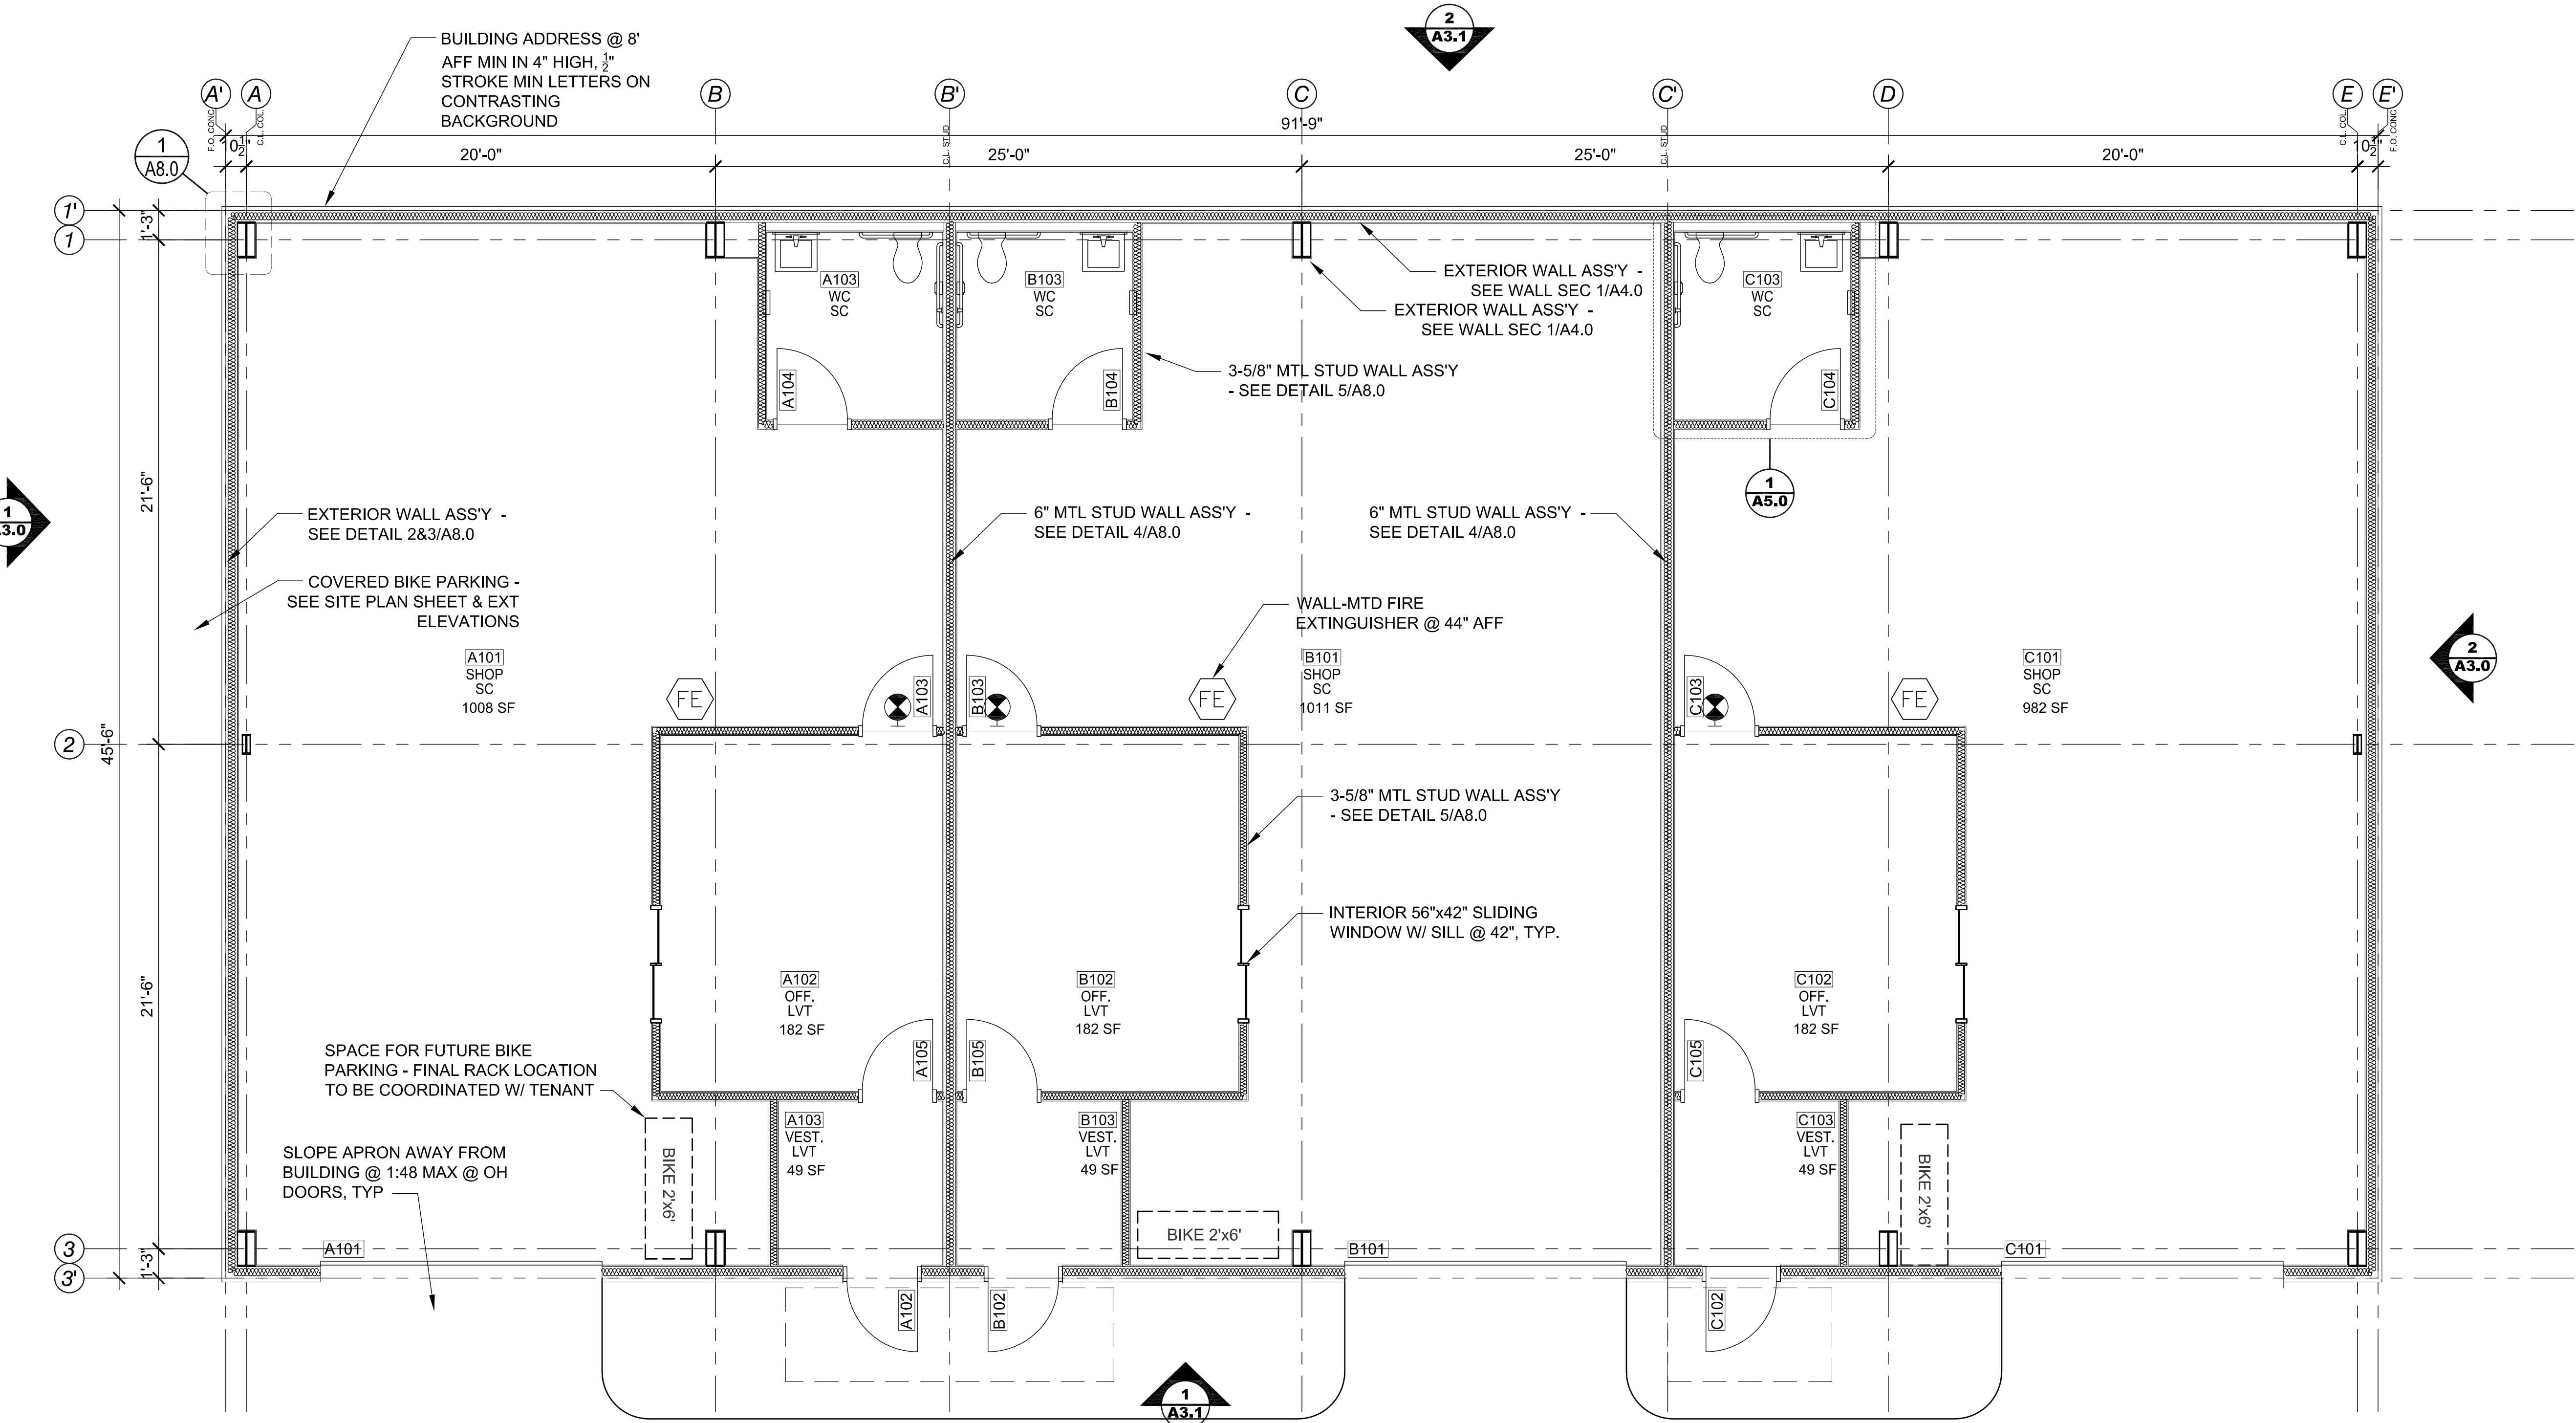 2
A3.1
BUILDING ADDRESS @ 8'
AFF MIN IN 4" HIGH, 1/2"
STROKE MIN LETTERS ON
CONTRASTING
BACKGROUND
A'
A
B
B'
C
C'
D
E
E'
F.O. CONC
C.L. COL.
C.L. STUD
C.L. STUD
C.L. COL.
F.O. CONC
91'-9"
0 1/2"
20'-0"
25'-0"
25'-0"
20'-0"
10 1/2"
1
A8.0
1'
1
1'-3"
A103
WC
SC
B103
WC
SC
C103
WC
SC
EXTERIOR WALL ASS'Y -
SEE WALL SEC 1/A4.0
EXTERIOR WALL ASS'Y -
SEE WALL SEC 1/A4.0
3-5/8" MTL STUD WALL ASS'Y
- SEE DETAIL 5/A8.0
A104
B104
C104
1
A5.0
21'-6"
1
A3.0
EXTERIOR WALL ASS'Y -
SEE DETAIL 2&3/A8.0
6" MTL STUD WALL ASS'Y -
SEE DETAIL 4/A8.0
6" MTL STUD WALL ASS'Y -
SEE DETAIL 4/A8.0
COVERED BIKE PARKING -
SEE SITE PLAN SHEET & EXT
ELEVATIONS
WALL-MTD FIRE
EXTINGUISHER @ 44" AFF
A101
SHOP
SC
1008 SF
FE
A103
B103
FE
B101
SHOP
SC
1011 SF
C103
FE
C101
SHOP
SC
982 SF
2
A3.0
2
45'-6"
3-5/8" MTL STUD WALL ASS'Y
- SEE DETAIL 5/A8.0
INTERIOR 56"x42" SLIDING
WINDOW W/ SILL @ 42", TYP.
21'-6"
A102
OFF.
LVT
182 SF
B102
OFF.
LVT
182 SF
C102
OFF.
LVT
182 SF
A105
B105
C105
SPACE FOR FUTURE BIKE
PARKING - FINAL RACK LOCATION
TO BE COORDINATED W/ TENANT
A103
VEST.
LVT
49 SF
B103
VEST.
LVT
49 SF
C103
VEST.
LVT
49 SF
SLOPE APRON AWAY FROM
BUILDING @ 1:48 MAX @ OH
DOORS, TYP
BIKE 2'x6'
BIKE 2'x6'
BIKE 2'x6'
3
3'
1'-3"
A101
B101
C101
A102
B102
C102
1
A3.1